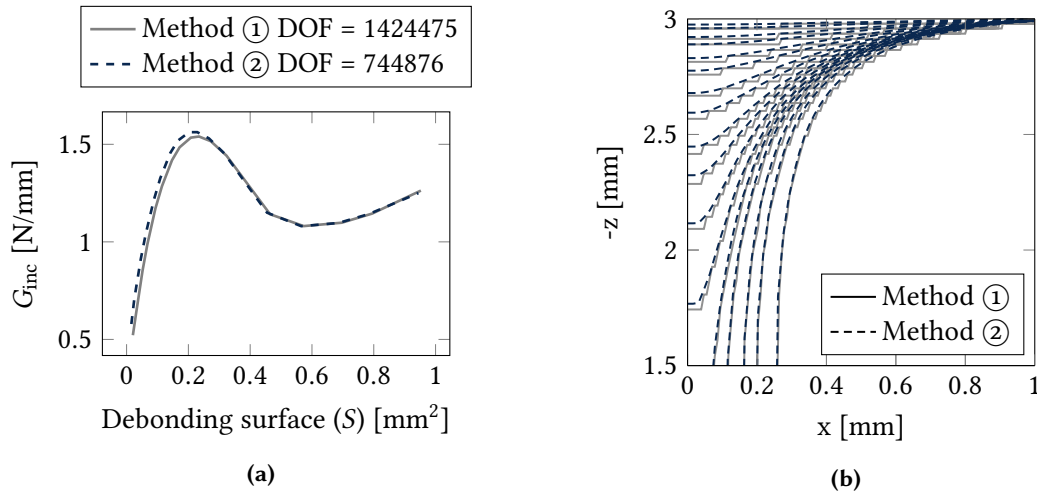 Method ① DOF = 1424475
Method ② DOF = 744876
1.5
1
0.5
G_inc [N/mm]
0 0.2 0.4 0.6 0.8 1
Debonding surface (S) [mm²]
(a)
3
2.5
2
1.5
-z [mm]
Method ①
Method ②
0 0.2 0.4 0.6 0.8 1
x [mm]
(b)